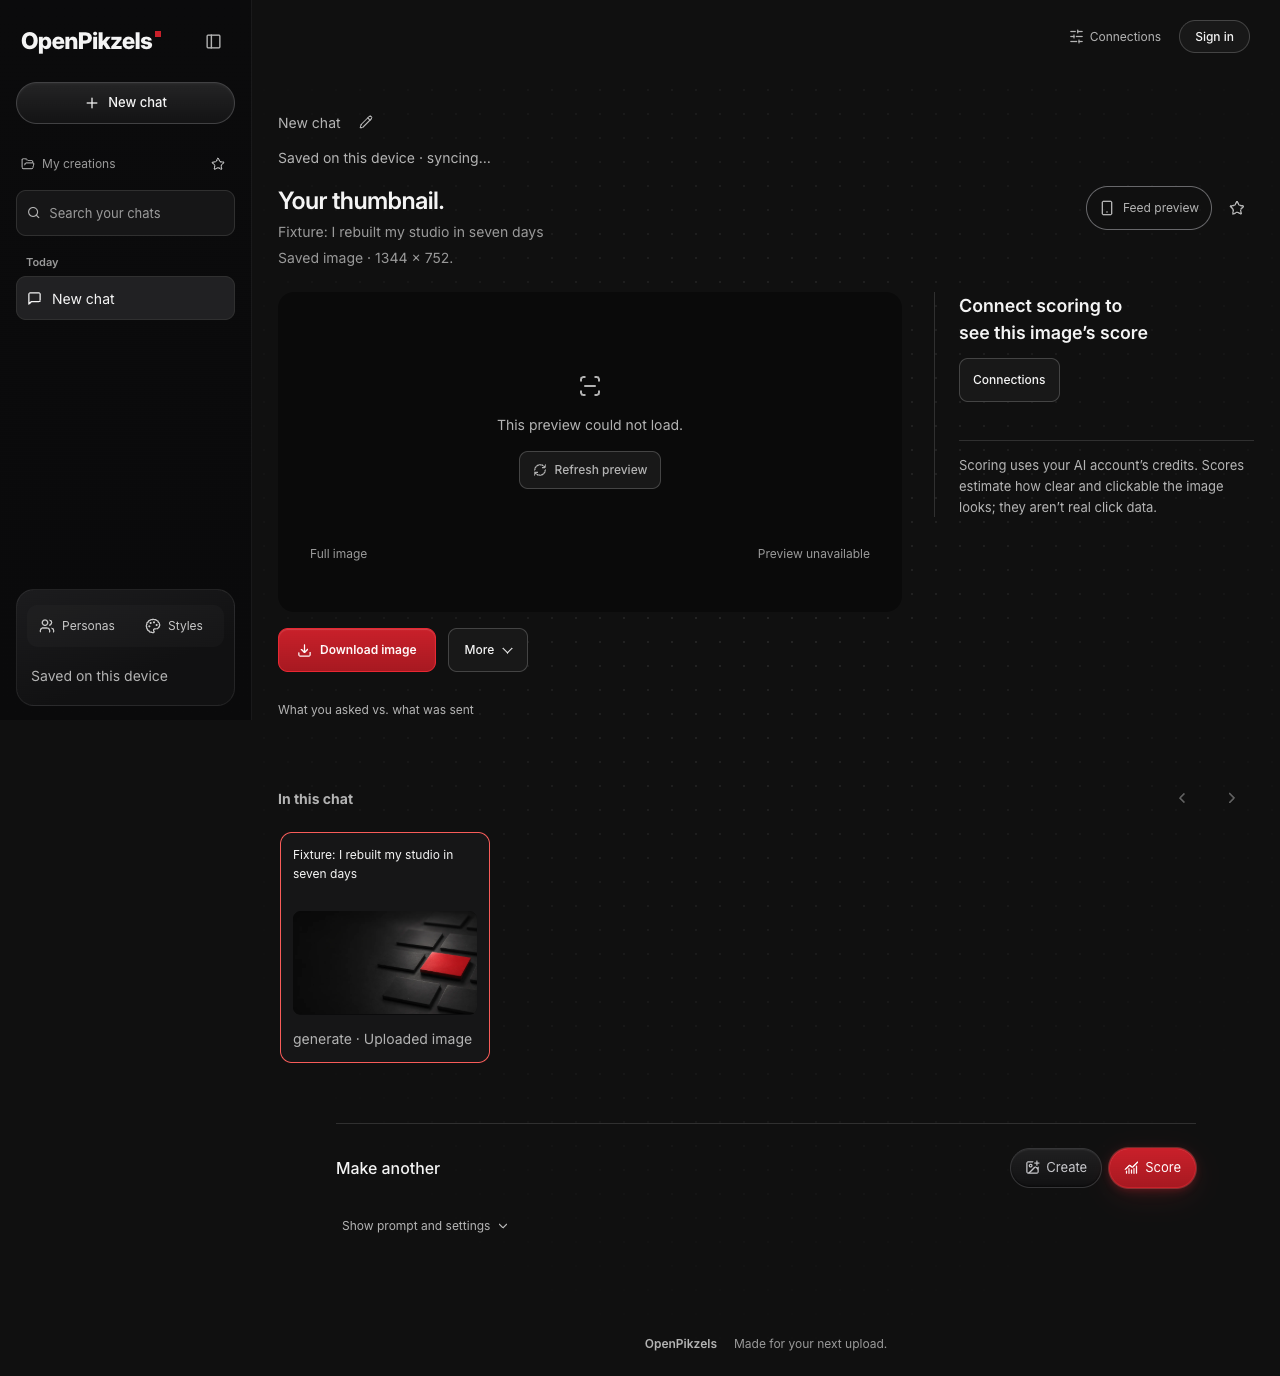 OpenPikzels
New chat
My creations
Search your chats
Today
New chat
Personas
Styles
Saved on this device
Connections
Sign in
New chat
Saved on this device · syncing...
Your thumbnail.
Fixture: I rebuilt my studio in seven days
Saved image · 1344 × 752.
Feed preview
This preview could not load.
Refresh preview
Full image
Preview unavailable
Connect scoring to
see this image’s score
Connections
Scoring uses your AI account’s credits. Scores
estimate how clear and clickable the image
looks; they aren’t real click data.
Download image
More
What you asked vs. what was sent
In this chat
Fixture: I rebuilt my studio in
seven days
generate · Uploaded image
Make another
Create
Score
Show prompt and settings
OpenPikzels
Made for your next upload.